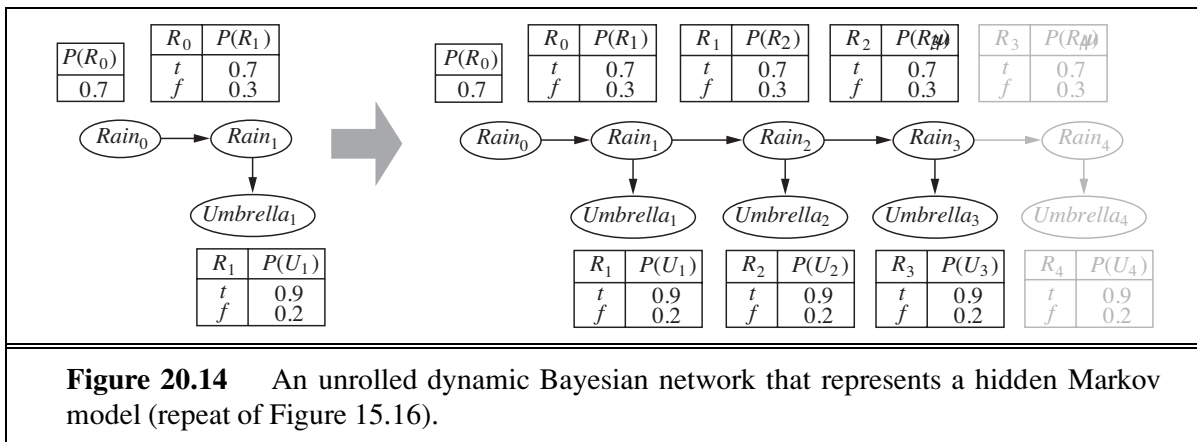 P(R0)
0.7
R0 P(R1)
t 0.7
f 0.3
Rain0
Rain1
Umbrella1
R1 P(U1)
t 0.9
f 0.2
P(R0)
0.7
R0 P(R1)
t 0.7
f 0.3
R1 P(R2)
t 0.7
f 0.3
R2
t 0.7
f 0.3
R3
t 0.7
f 0.3
Rain0
Rain1
Rain2
Rain3
Rain4
Umbrella1
Umbrella2
Umbrella3
Umbrella4
R1 P(U1)
t 0.9
f 0.2
R2 P(U2)
t 0.9
f 0.2
R3 P(U3)
t 0.9
f 0.2
R4 P(U4)
t 0.9
f 0.2
Figure 20.14 An unrolled dynamic Bayesian network that represents a hidden Markov
model (repeat of Figure 15.16).